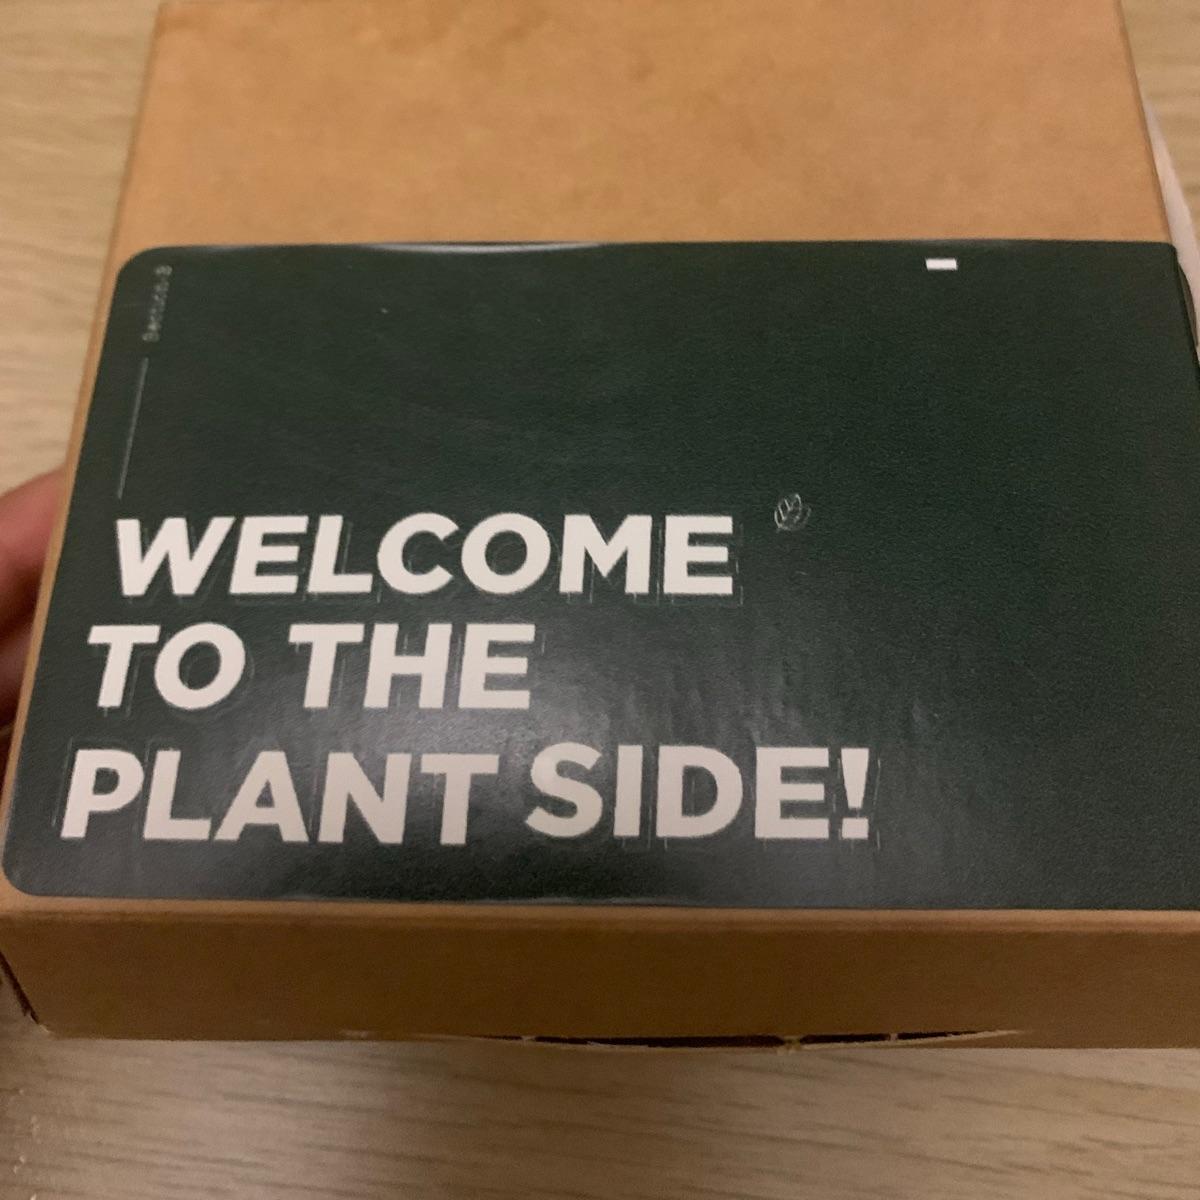 WELCOME
TO THE
PLANT SIDE!